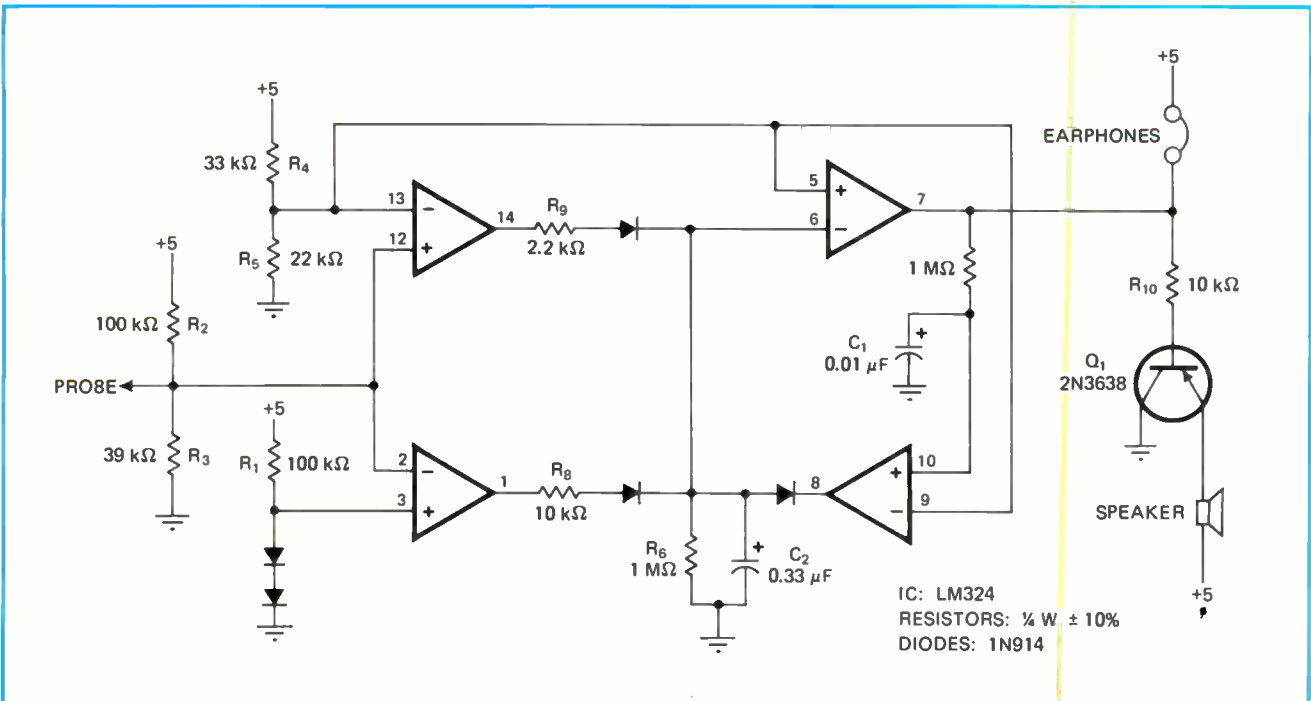 +5
33 kΩ R4
R5 22 kΩ
+5
100 kΩ R2
PRO8E
39 kΩ R3
+5
R1 100 kΩ
13
12
14
R9
2.2 kΩ
2
3
1
R8
10 kΩ
5
6
7
1 MΩ
C1
0.01 μF
+
10
9
8
R6
1 MΩ
C2
0.33 μF
+
+5
EARPHONES
R10 10 kΩ
Q1
2N3638
SPEAKER
+5
IC: LM324
RESISTORS: ¼ W ± 10%
DIODES: 1N914